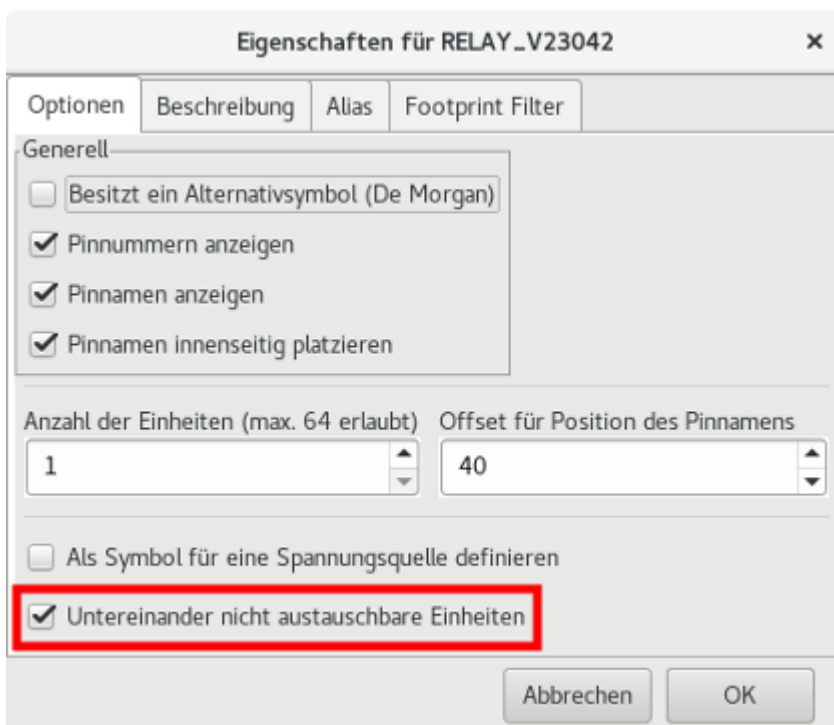 Eigenschaften für RELAY_V23042
Optionen Beschreibung Alias Footprint Filter
Generell
Besitzt ein Alternativsymbol (De Morgan)
Pinnummern anzeigen
Pinnamen anzeigen
Pinnamen innenseitig platzieren
Anzahl der Einheiten (max. 64 erlaubt) Offset für Position des Pinnamens
1 40
Als Symbol für eine Spannungsquelle definieren
Untereinander nicht austauschbare Einheiten
Abbrechen OK